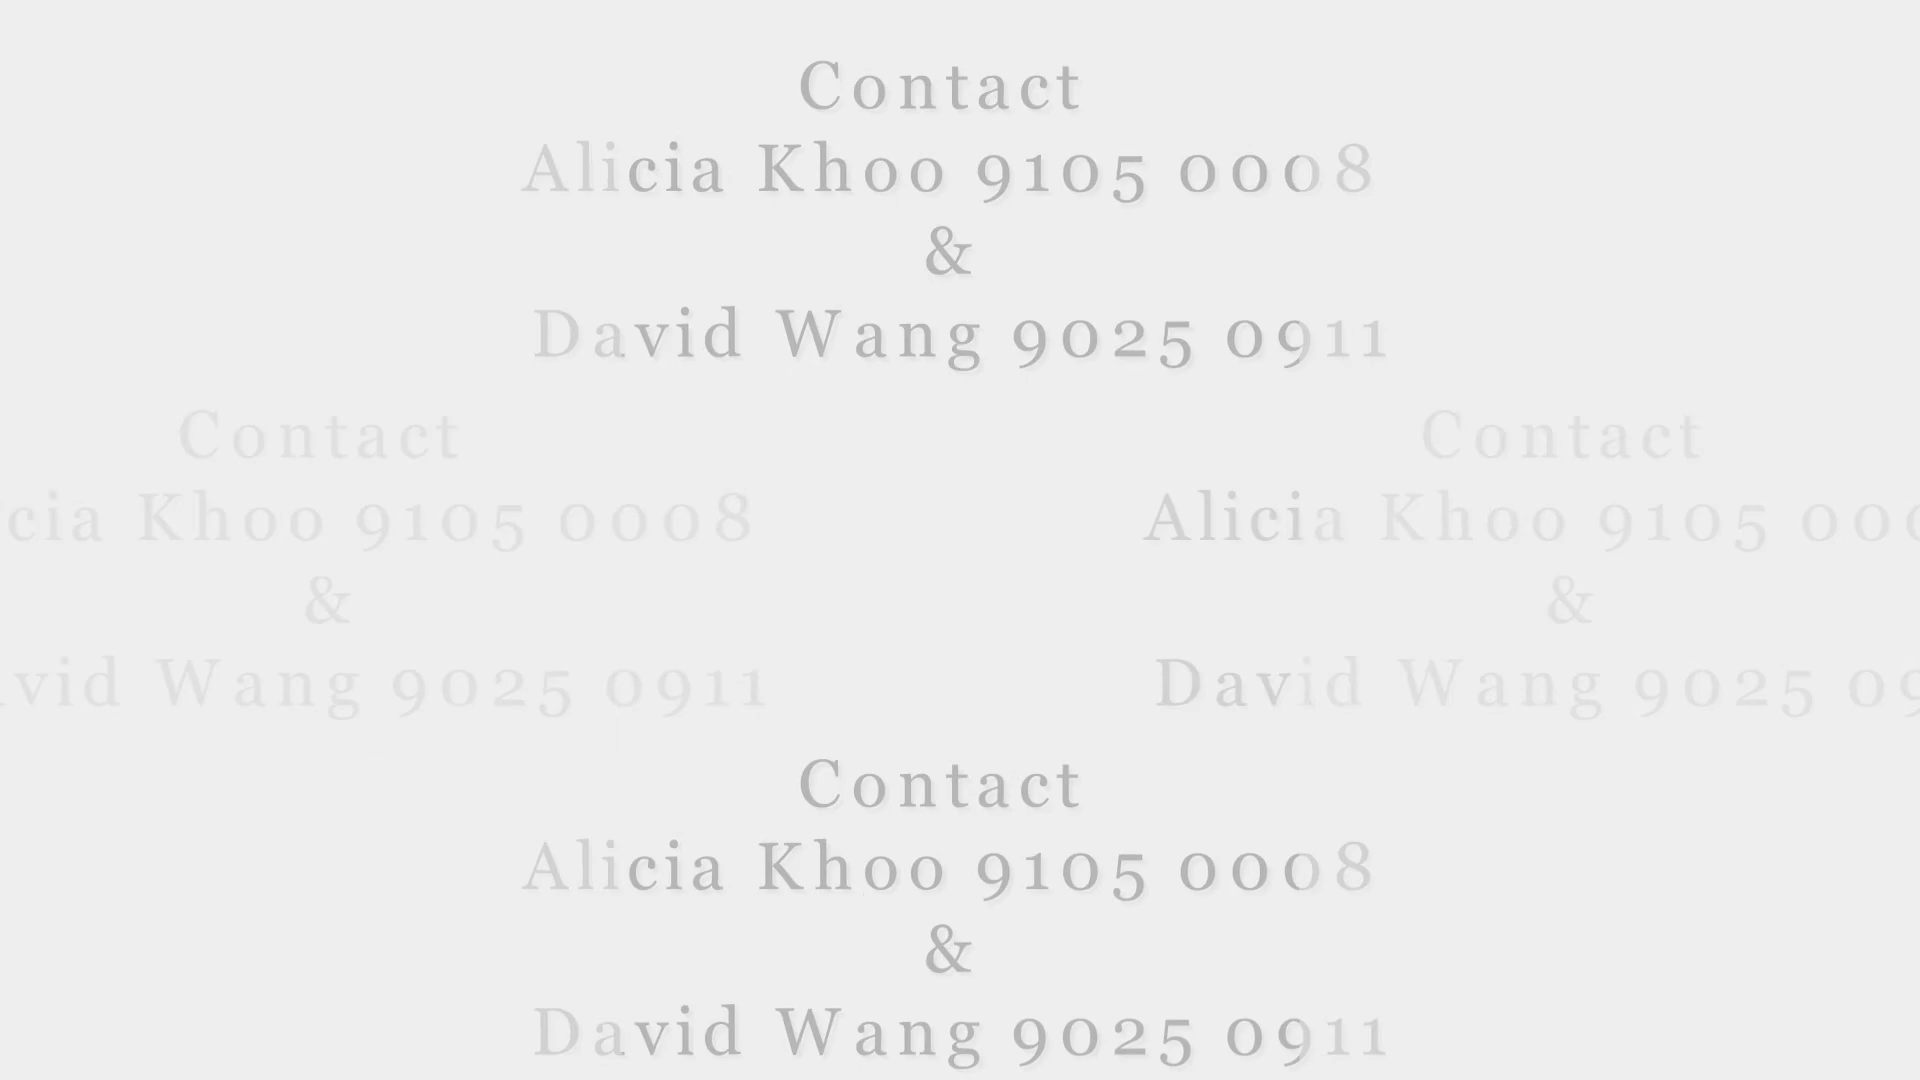 Contact
Alicia Khoo 9105 0008
&
David Wang 9025 0911
Contact
cia Khoo 9105 0008
&
vid Wang 9025 0911
Contact
Alicia Khoo 9105 00
&
David Wang 9025 09
Contact
Alicia Khoo 9105 0008
&
David Wang 9025 0911